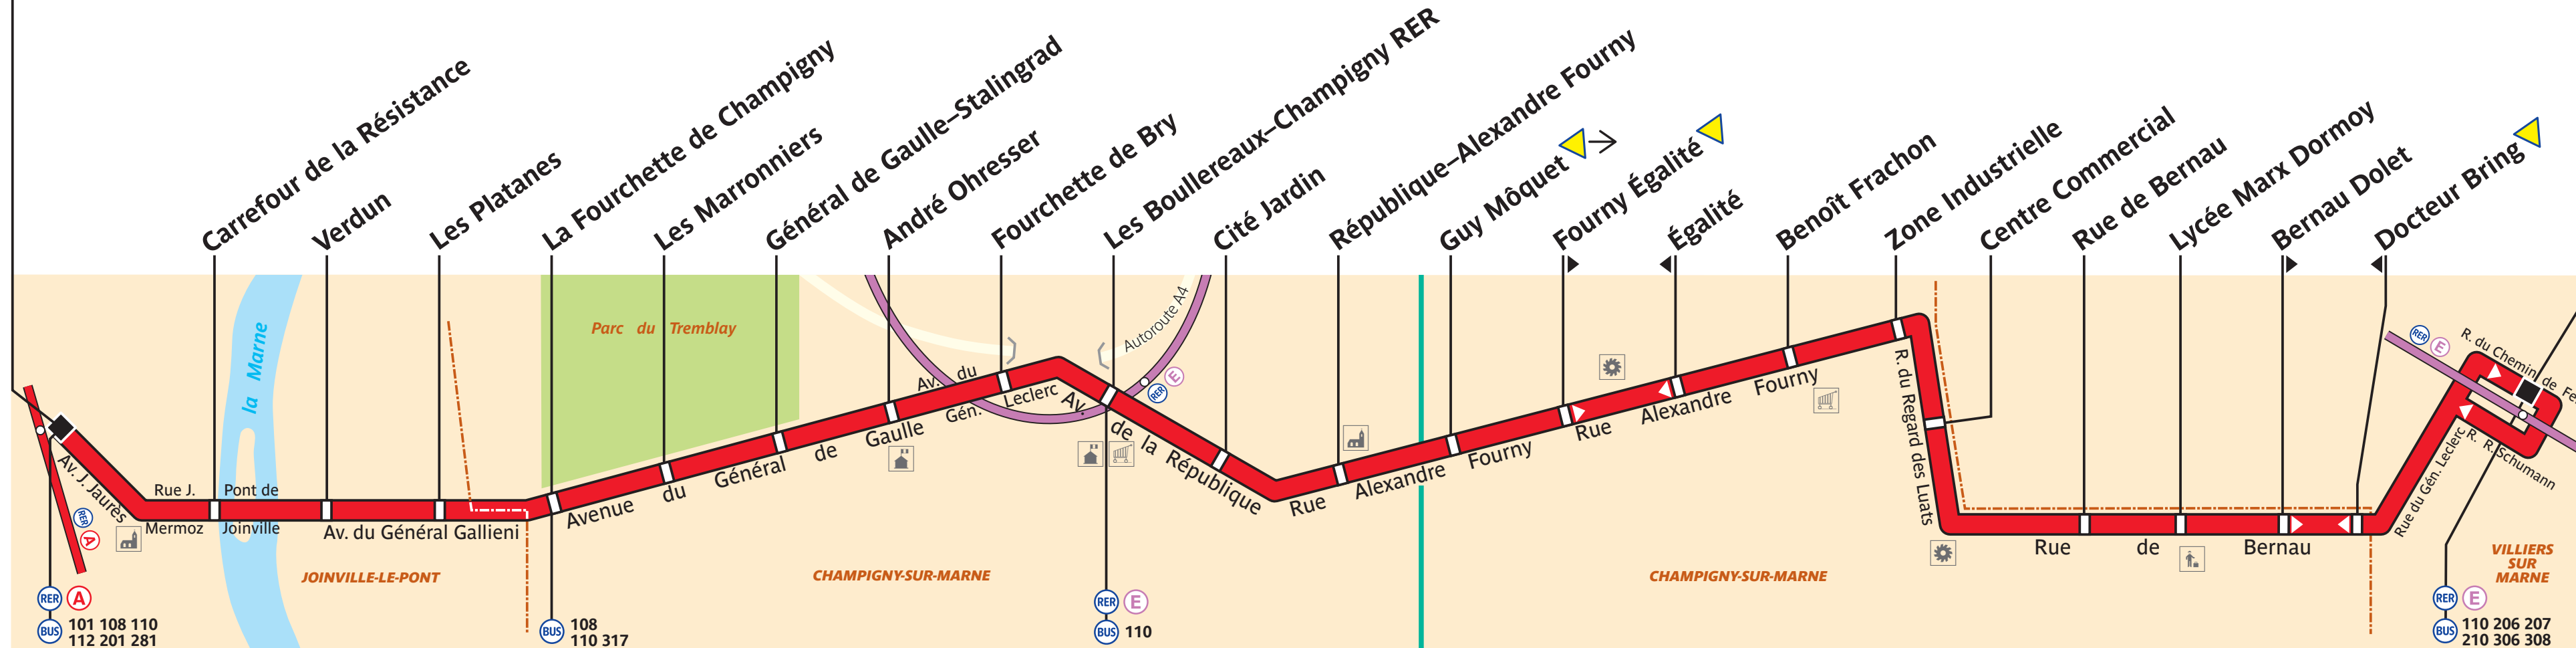 Carrefour de la Résistance
Verdun
Les Platanes
La Fourchette de Champigny
Les Marronniers
Général de Gaulle–Stalingrad
André Ohresser
Fourchette de Bry
Les Boullereaux–Champigny RER
Cité Jardin
République–Alexandre Fourny
Guy Môquet
Fourny Égalité
Égalité
Benoît Frachon
Zone Industrielle
Centre Commercial
Rue de Bernau
Lycée Marx Dormoy
Bernau Dolet
Docteur Bring
la Marne
Parc du Tremblay
Autoroute A4
Av. J. Jaurès
Rue J.
Mermoz
Pont de
Joinville
Av. du Général Gallieni
Avenue du Général de Gaulle
Av. du
Gén. Leclerc
Av. de la République
RER E
Rue Alexandre Fourny
Rue Alexandre Fourny
R. du Regard des Luats
Rue de Bernau
Rue du Gén. Leclerc
R. Schumann
R. du Chemin de Fe
RER E
RER A
JOINVILLE-LE-PONT
CHAMPIGNY-SUR-MARNE
CHAMPIGNY-SUR-MARNE
VILLIERS
SUR
MARNE
RER A
BUS 101 108 110
112 201 281
BUS 108
110 317
RER E
BUS 110
RER E
BUS 110 206 207
210 306 308